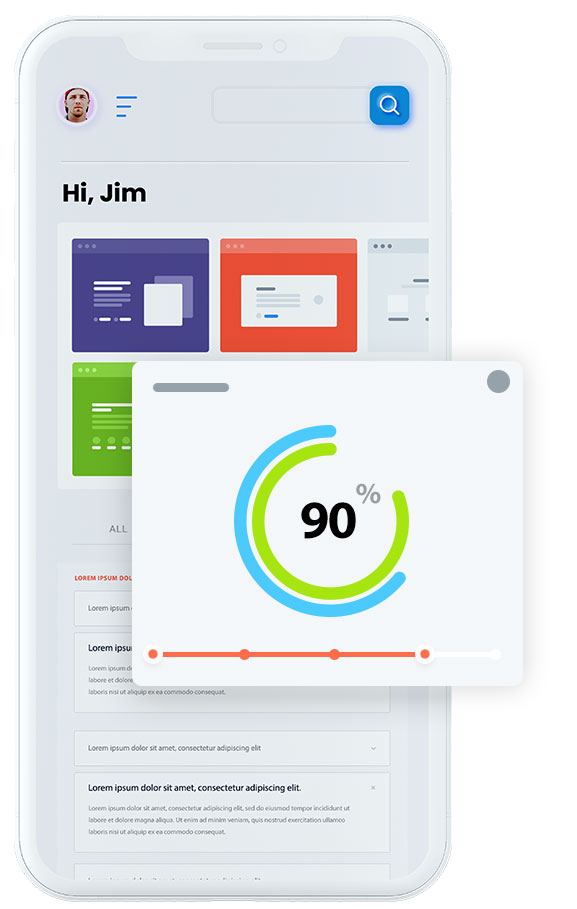 Hi, Jim
90%
ALL
LOREM IPSUM DOL
Lorem ipsum d
Lorem ipsu
Lorem ipsum d
labore et dolor
laboris nisi ut aliquip ex ea commodo consequat.
Lorem ipsum dolor sit amet, consectetur adipiscing elit
Lorem ipsum dolor sit amet, consectetur adipiscing elit.
Lorem ipsum dolor sit amet, consectetur adipiscing elit, sed do eiusmod tempor incididunt ut
labore et dolore magna aliqua. Ut enim ad minim veniam, quis nostrud exercitation ullamco
laboris nisi ut aliquip ex ea commodo consequat.